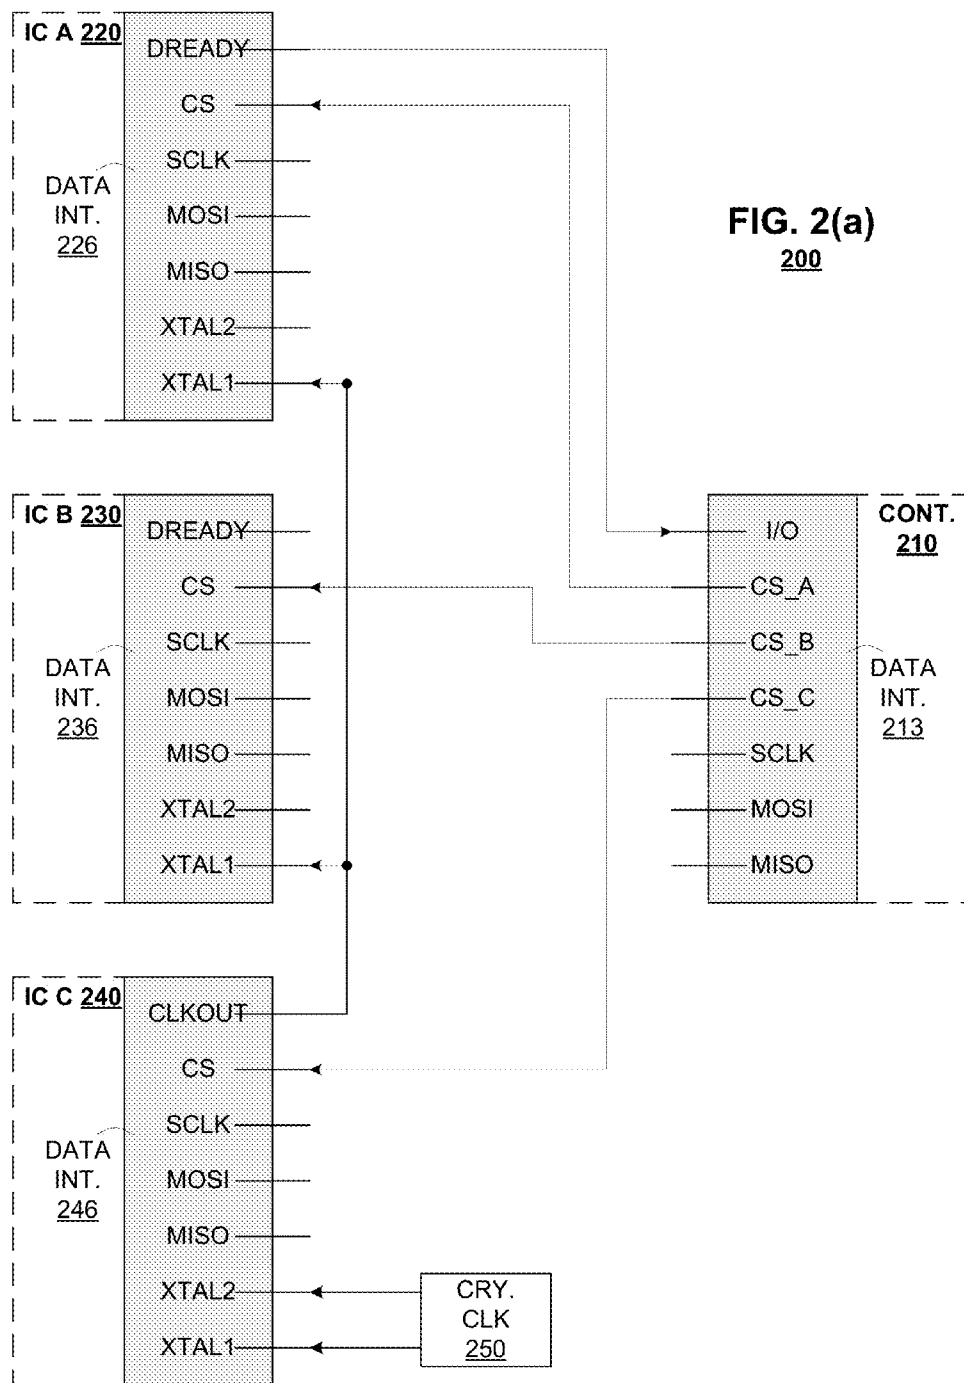 IC A 220
DREADY
CS
SCLK
MOSI
MISO
XTAL2
XTAL1
DATA
INT.
226
FIG. 2(a)
200
IC B 230
DREADY
CS
SCLK
MOSI
MISO
XTAL2
XTAL1
DATA
INT.
236
I/O
CS_A
CS_B
CS_C
SCLK
MOSI
MISO
CONT.
210
DATA
INT.
213
IC C 240
CLKOUT
CS
SCLK
MOSI
MISO
XTAL2
XTAL1
DATA
INT.
246
CRY.
CLK
250